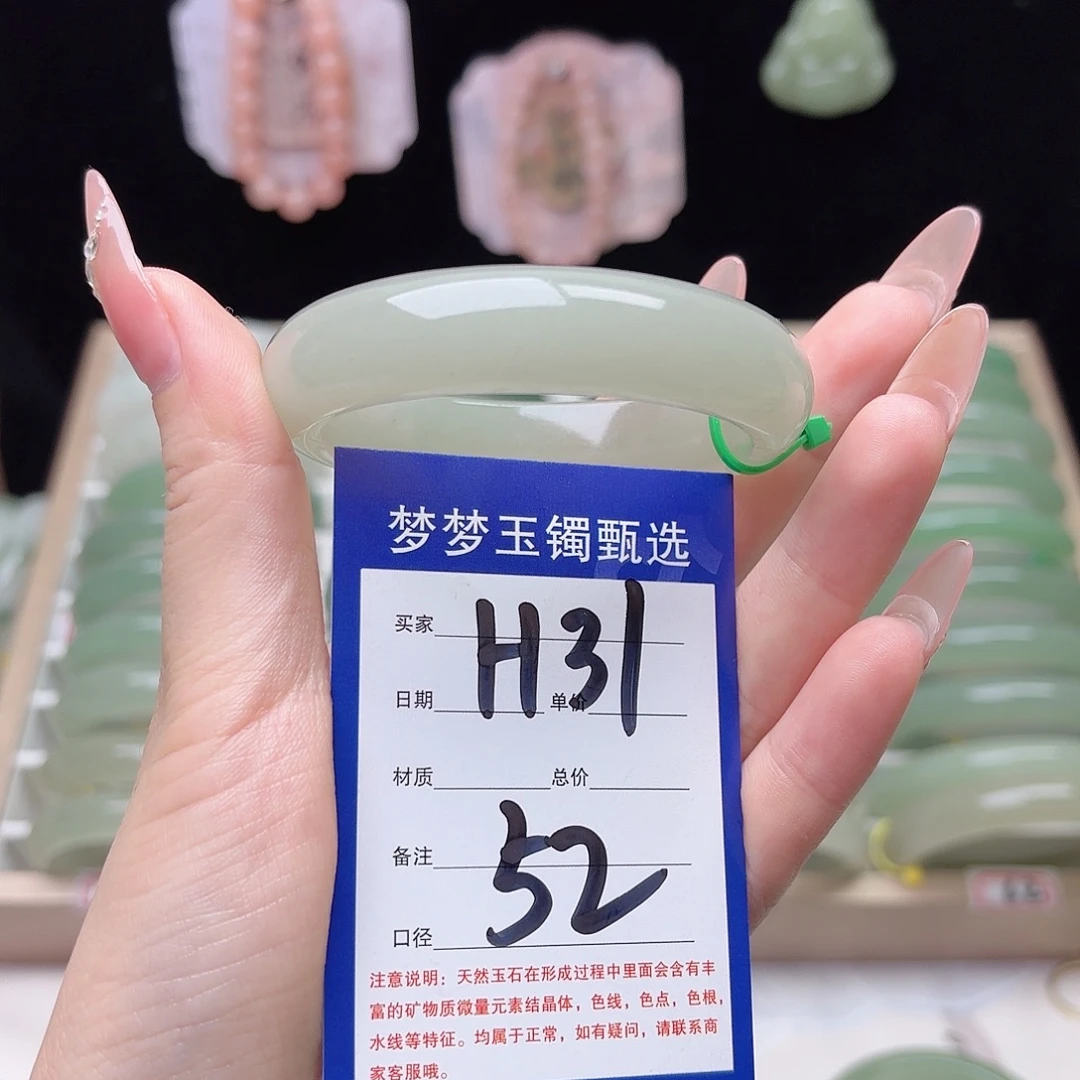 梦梦玉镯甄选
买家
H31
日期 单价
材质 总价
备注
52
口径
注意说明：天然玉石在形成过程中里面会含有丰
富的矿物质微量元素结晶体，色线，色点，色根，
水线等特征。均属于正常，如有疑问，请联系商
家客服哦。